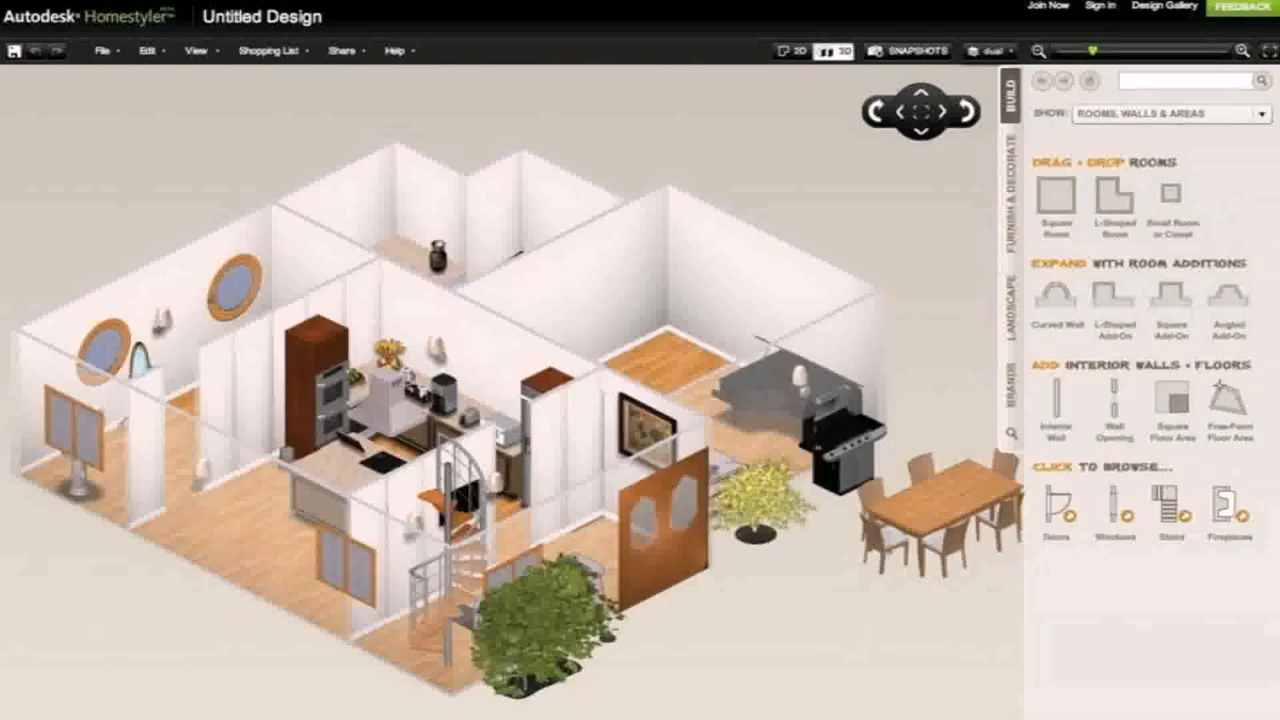 Autodesk® Homestyler™ BETA
Untitled Design
Join Now
Sign In
Design Gallery
FEEDBACK
File
Edit
View
Shopping List
Share
Help
2D
3D
SNAPSHOTS
dual
BUILD
FURNISH & DECORATE
LANDSCAPE
BRANDS
SHOW: ROOMS, WALLS & AREAS
DRAG + DROP ROOMS
Square Room
L-Shaped Room
Small Room or Closet
EXPAND WITH ROOM ADDITIONS
Curved Wall
L-Shaped Add-On
Square Add-On
Angled Add-On
ADD INTERIOR WALLS + FLOORS
Interior Wall
Wall Opening
Square Floor Area
Free-Form Floor Area
CLICK TO BROWSE...
Doors
Windows
Stairs
Fireplaces